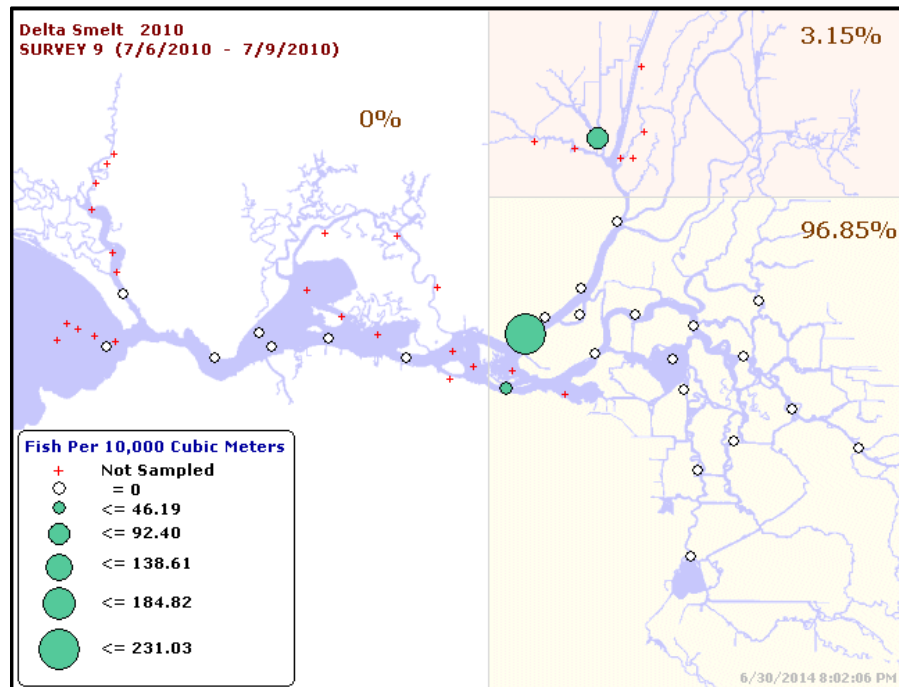 Delta Smelt 2010
SURVEY 9 (7/6/2010 - 7/9/2010)
0%
3.15%
96.85%
Fish Per 10,000 Cubic Meters
Not Sampled
= 0
<= 46.19
<= 92.40
<= 138.61
<= 184.82
<= 231.03
6/30/2014 8:02:06 PM